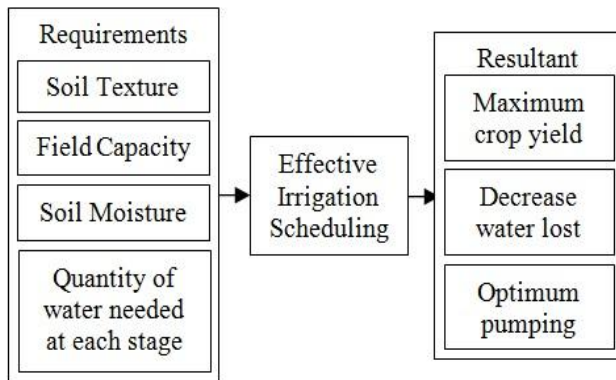 Requirements
Soil Texture
Field Capacity
Soil Moisture
Quantity of
water needed
at each stage
Effective
Irrigation
Scheduling
Resultant
Maximum
crop yield
Decrease
water lost
Optimum
pumping